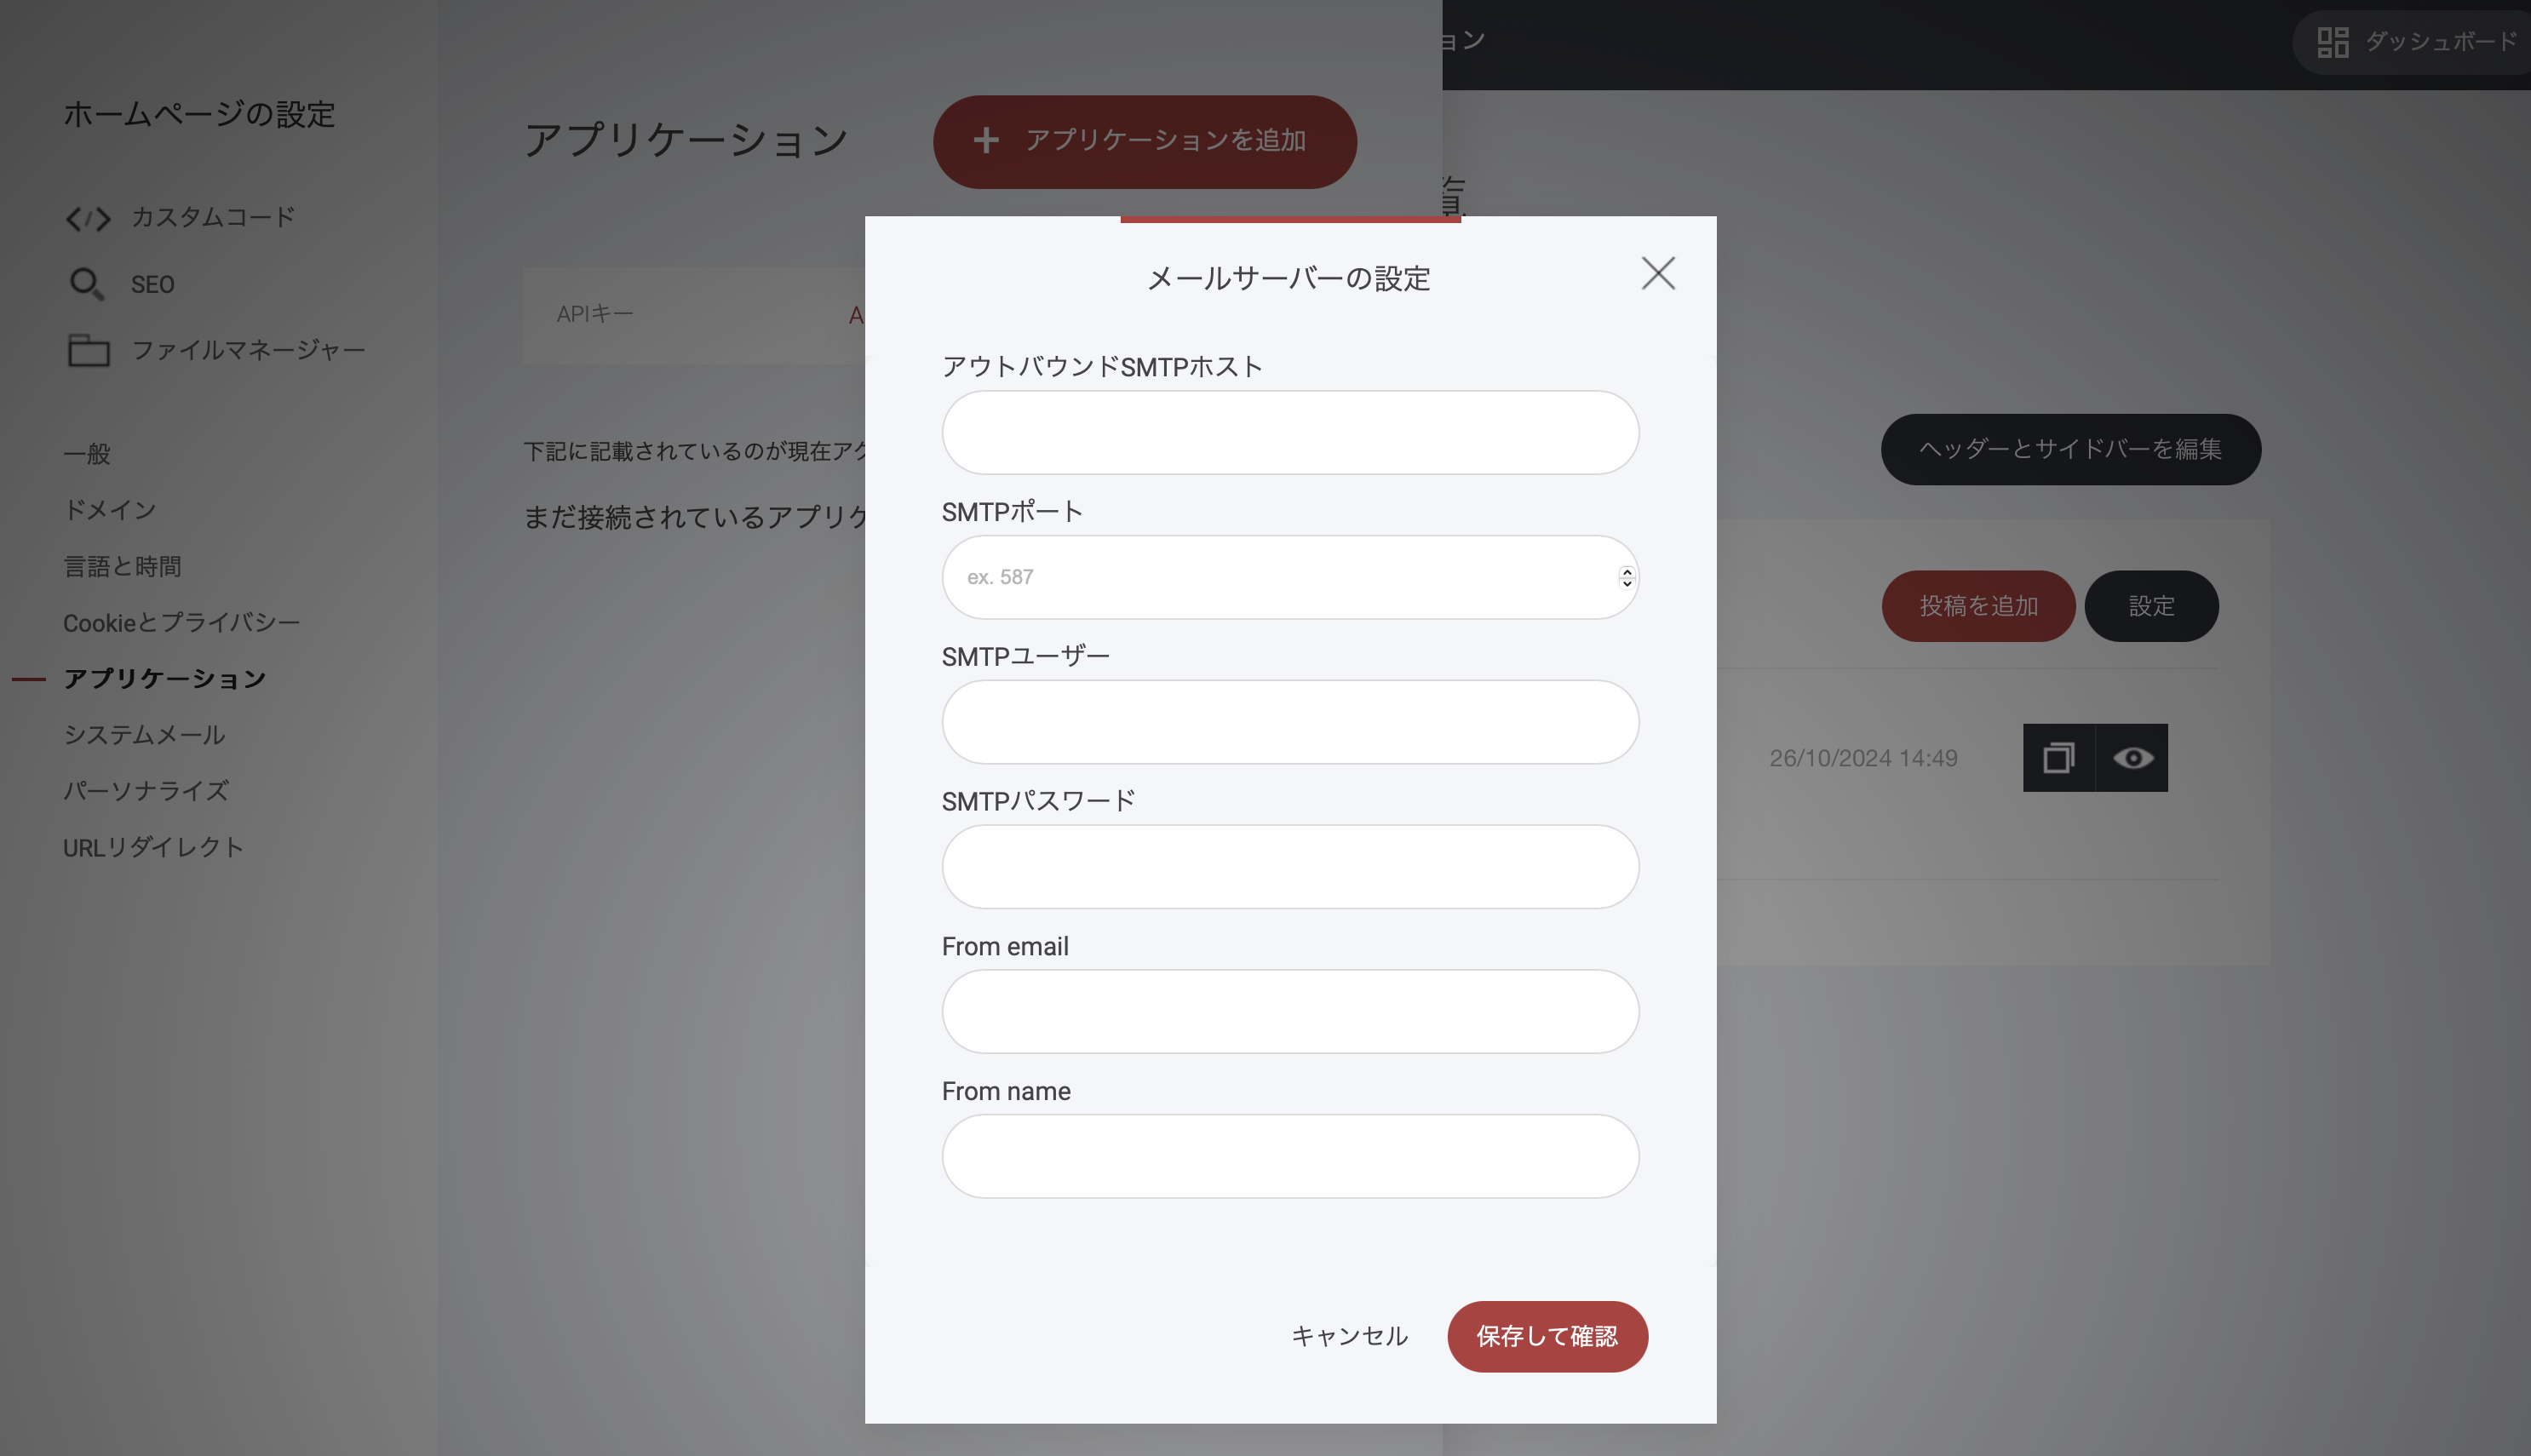 ホームページの設定
カスタムコード
SEO
ファイルマネージャー
一般
ドメイン
言語と時間
Cookieとプライバシー
アプリケーション
システムメール
パーソナライズ
URLリダイレクト
アプリケーション
アプリケーションを追加
APIキー
A
下記に記載されているのが現在アク
まだ接続されているアプリケ
メールサーバーの設定
アウトバウンドSMTPホスト
SMTPポート
ex. 587
SMTPユーザー
SMTPパスワード
From email
From name
キャンセル
保存して確認
ョン
ダッシュボード
ヘッダーとサイドバーを編集
投稿を追加
設定
26/10/2024 14:49